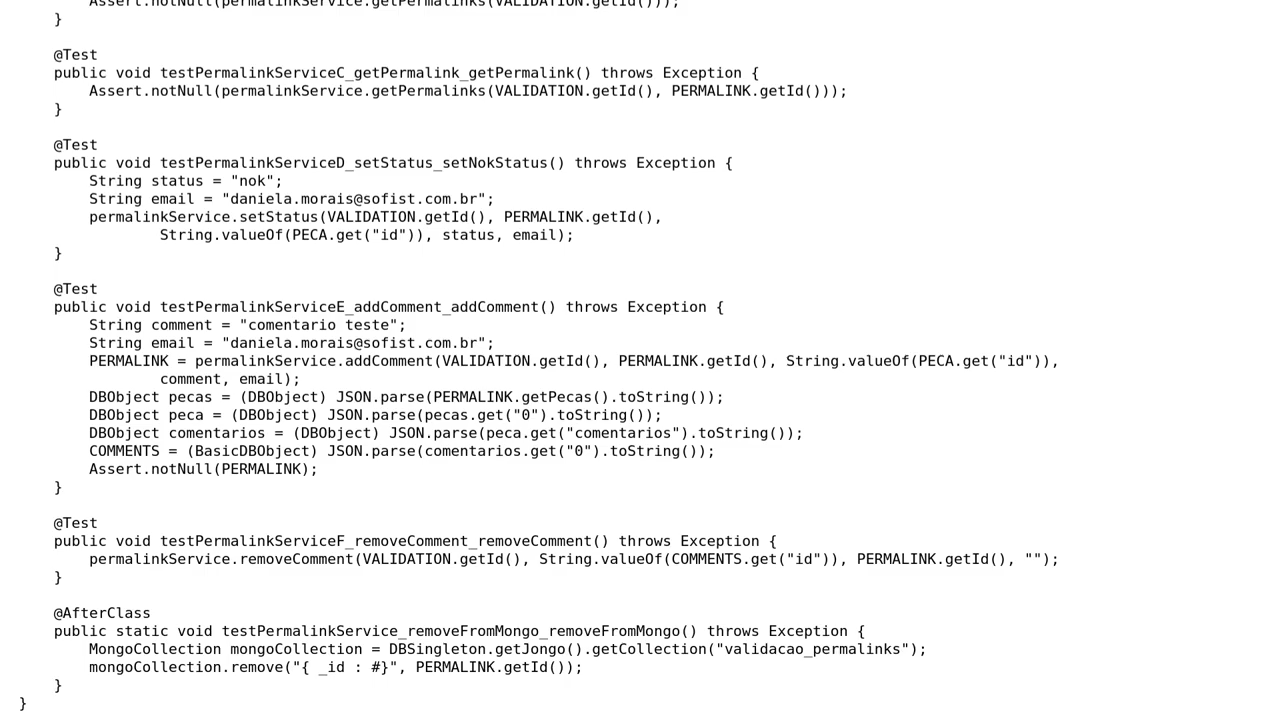 Assert.notNull(permalinkService.getPermalinks(VALIDATION.getId()));
    }

    @Test
    public void testPermalinkServiceC_getPermalink_getPermalink() throws Exception {
        Assert.notNull(permalinkService.getPermalinks(VALIDATION.getId(), PERMALINK.getId()));
    }

    @Test
    public void testPermalinkServiceD_setStatus_setNokStatus() throws Exception {
        String status = "nok";
        String email = "daniela.morais@sofist.com.br";
        permalinkService.setStatus(VALIDATION.getId(), PERMALINK.getId(),
                String.valueOf(PECA.get("id")), status, email);
    }

    @Test
    public void testPermalinkServiceE_addComment_addComment() throws Exception {
        String comment = "comentario teste";
        String email = "daniela.morais@sofist.com.br";
        PERMALINK = permalinkService.addComment(VALIDATION.getId(), PERMALINK.getId(), String.valueOf(PECA.get("id")),
                comment, email);
        DBObject pecas = (DBObject) JSON.parse(PERMALINK.getPecas().toString());
        DBObject peca = (DBObject) JSON.parse(pecas.get("0").toString());
        DBObject comentarios = (DBObject) JSON.parse(peca.get("comentarios").toString());
        COMMENTS = (BasicDBObject) JSON.parse(comentarios.get("0").toString());
        Assert.notNull(PERMALINK);
    }

    @Test
    public void testPermalinkServiceF_removeComment_removeComment() throws Exception {
        permalinkService.removeComment(VALIDATION.getId(), String.valueOf(COMMENTS.get("id")), PERMALINK.getId(), "");
    }

    @AfterClass
    public static void testPermalinkService_removeFromMongo_removeFromMongo() throws Exception {
        MongoCollection mongoCollection = DBSingleton.getJongo().getCollection("validacao_permalinks");
        mongoCollection.remove("{ _id : #}", PERMALINK.getId());
    }
}